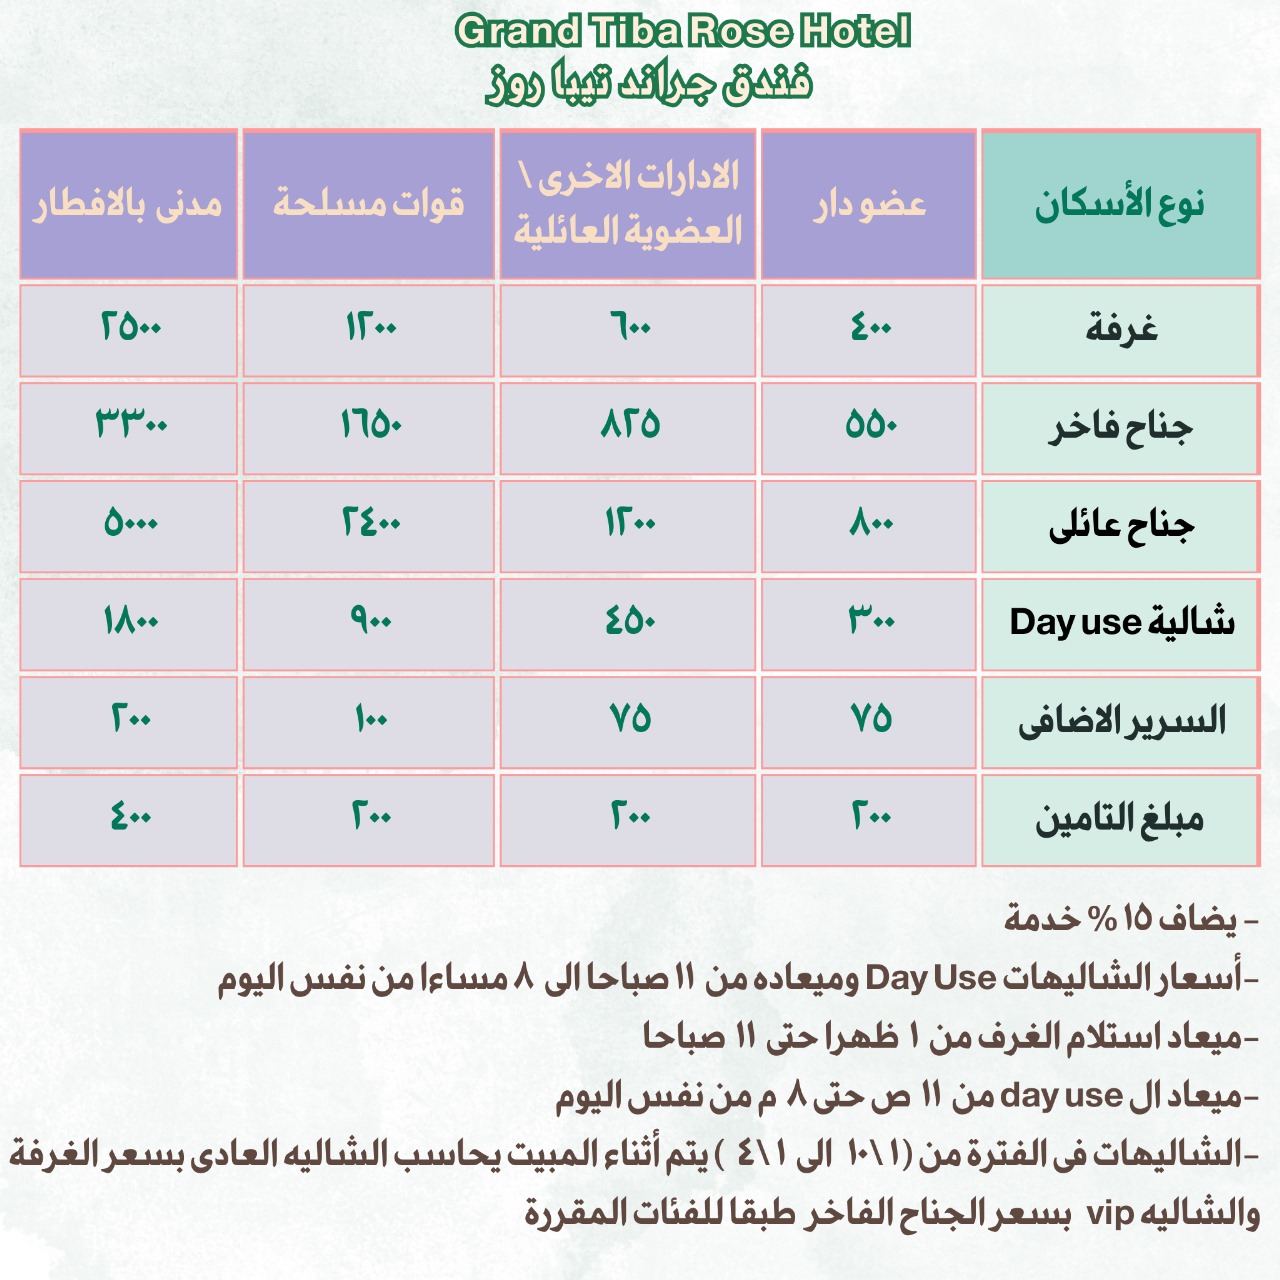 Grand Tiba Rose Hotel
فندق جراند تيبا روز
نوع الأسكان عضو دار الادارات الاخرى \ العضوية العائلية قوات مسلحة مدنى بالافطار
غرفة ٤٠٠ ٦٠٠ ١٢٠٠ ٢٥٠٠
جناح فاخر ٥٥٠ ٨٢٥ ١٦٥٠ ٣٣٠٠
جناح عائلى ٨٠٠ ١٢٠٠ ٢٤٠٠ ٥٠٠٠
شالية Day use ٣٠٠ ٤٥٠ ٩٠٠ ١٨٠٠
السرير الاضافى ٧٥ ٧٥ ١٠٠ ٢٠٠
مبلغ التامين ٢٠٠ ٢٠٠ ٢٠٠ ٤٠٠
- يضاف ١٥ % خدمة
-أسعار الشاليهات Day Use وميعاده من ١١ صباحا الى ٨ مساءا من نفس اليوم
-ميعاد استلام الغرف من ١ ظهرا حتى ١١ صباحا
-ميعاد ال day use من ١١ ص حتى ٨ م من نفس اليوم
-الشاليهات فى الفترة من (١\١٠ الى ١\٤ ) يتم أثناء المبيت يحاسب الشاليه العادى بسعر الغرفة
والشاليه vip بسعر الجناح الفاخر طبقا للفئات المقررة